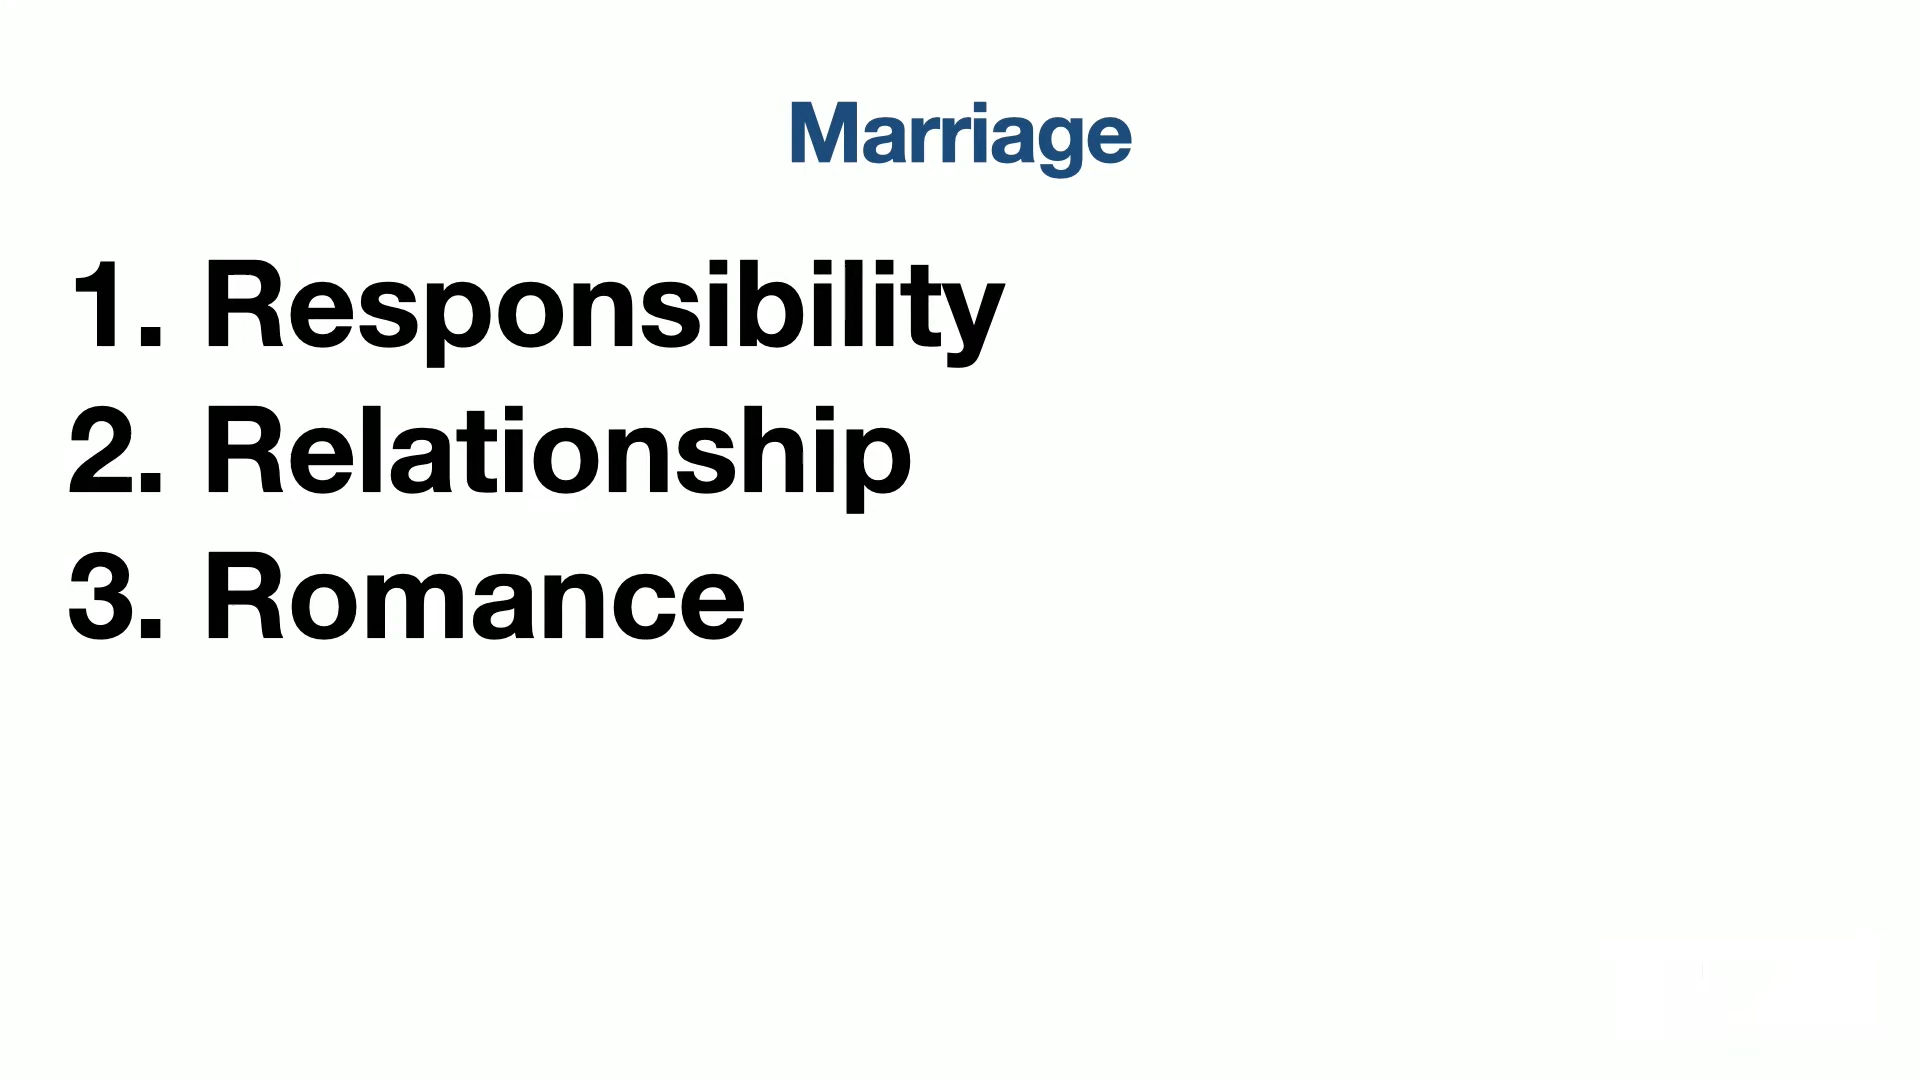 Marriage
1. Responsibility
2. Relationship
3. Romance